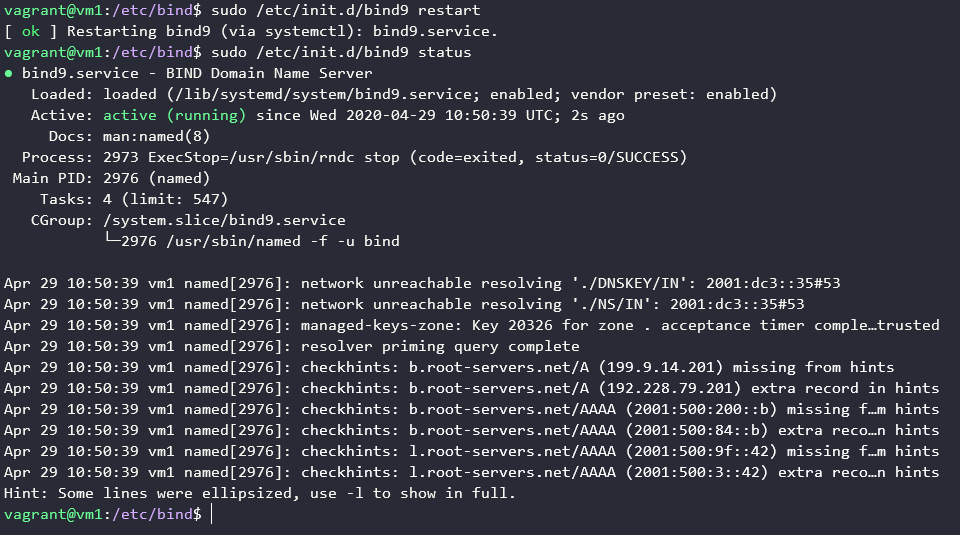 vagrant@vm1:/etc/bind$ sudo /etc/init.d/bind9 restart
[ ok ] Restarting bind9 (via systemctl): bind9.service.
vagrant@vm1:/etc/bind$ sudo /etc/init.d/bind9 status
● bind9.service - BIND Domain Name Server
   Loaded: loaded (/lib/systemd/system/bind9.service; enabled; vendor preset: enabled)
   Active: active (running) since Wed 2020-04-29 10:50:39 UTC; 2s ago
     Docs: man:named(8)
  Process: 2973 ExecStop=/usr/sbin/rndc stop (code=exited, status=0/SUCCESS)
 Main PID: 2976 (named)
    Tasks: 4 (limit: 547)
   CGroup: /system.slice/bind9.service
           └─2976 /usr/sbin/named -f -u bind

Apr 29 10:50:39 vm1 named[2976]: network unreachable resolving './DNSKEY/IN': 2001:dc3::35#53
Apr 29 10:50:39 vm1 named[2976]: network unreachable resolving './NS/IN': 2001:dc3::35#53
Apr 29 10:50:39 vm1 named[2976]: managed-keys-zone: Key 20326 for zone . acceptance timer comple…trusted
Apr 29 10:50:39 vm1 named[2976]: resolver priming query complete
Apr 29 10:50:39 vm1 named[2976]: checkhints: b.root-servers.net/A (199.9.14.201) missing from hints
Apr 29 10:50:39 vm1 named[2976]: checkhints: b.root-servers.net/A (192.228.79.201) extra record in hints
Apr 29 10:50:39 vm1 named[2976]: checkhints: b.root-servers.net/AAAA (2001:500:200::b) missing f…m hints
Apr 29 10:50:39 vm1 named[2976]: checkhints: b.root-servers.net/AAAA (2001:500:84::b) extra reco…n hints
Apr 29 10:50:39 vm1 named[2976]: checkhints: l.root-servers.net/AAAA (2001:500:9f::42) missing f…m hints
Apr 29 10:50:39 vm1 named[2976]: checkhints: l.root-servers.net/AAAA (2001:500:3::42) extra reco…n hints
Hint: Some lines were ellipsized, use -l to show in full.
vagrant@vm1:/etc/bind$